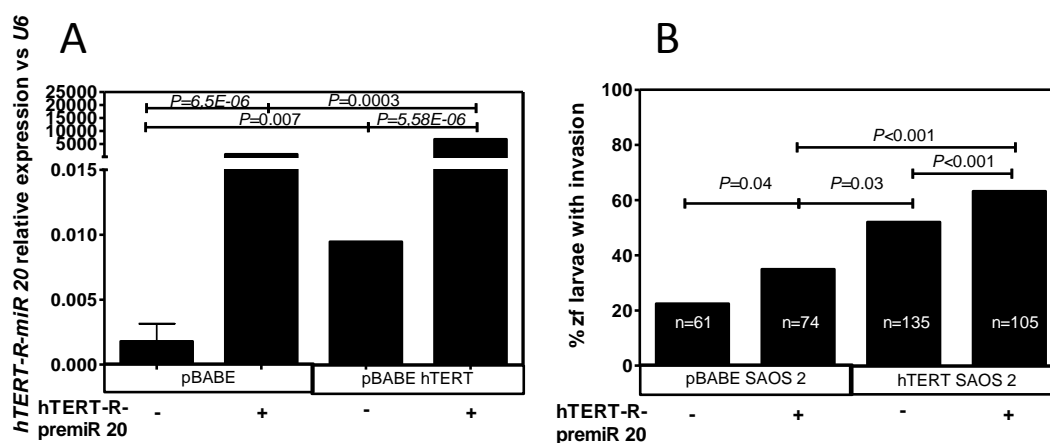 A
hTERT-R-miR 20 relative expression vs U6
25000
20000
15000
10000
5000
0.015
0.010
0.005
0.000
P=6.5E-06
P=0.0003
P=0.007
P=5.58E-06
pBABE
pBABE hTERT
hTERT-R-
premiR 20
- + - +
B
% zf larvae with invasion
100
80
60
40
20
0
P<0.001
P<0.001
P=0.04
P=0.03
n=61
n=74
n=135
n=105
pBABE SAOS 2
hTERT SAOS 2
hTERT-R-
premiR 20
- + - +